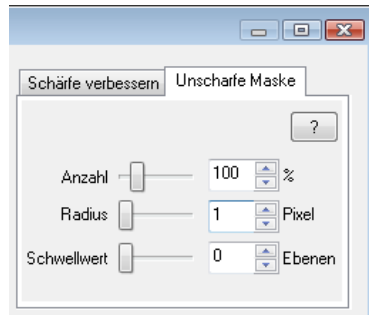 Schärfe verbessern Unscharfe Maske
?
Anzahl 100 %
Radius 1 Pixel
Schwellwert 0 Ebenen